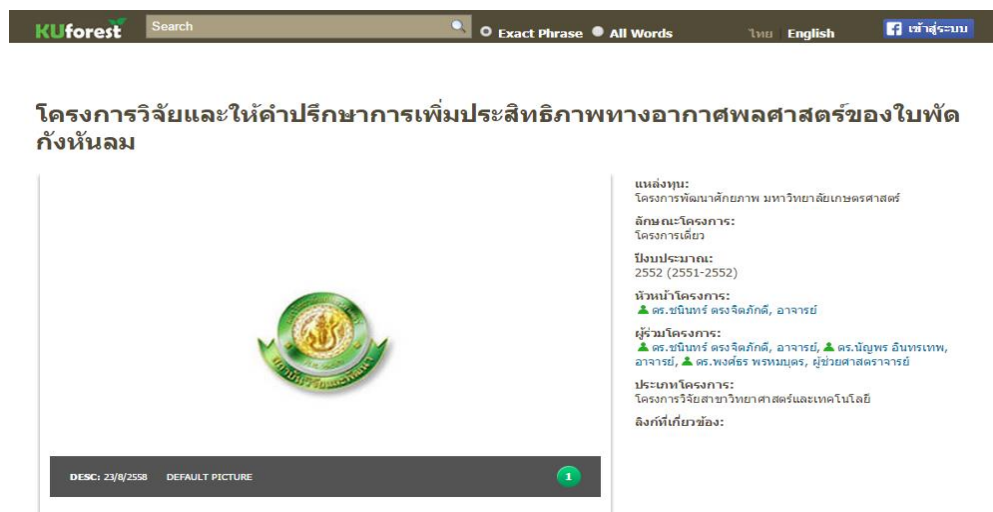 KUforest Search Exact Phrase All Words ไทย English เข้าสู่ระบบ
โครงการวิจัยและให้คำปรึกษาการเพิ่มประสิทธิภาพทางอากาศพลศาสตร์ของใบพัด
กังหันลม
แหล่งทุน:
โครงการพัฒนาศักยภาพ มหาวิทยาลัยเกษตรศาสตร์
ลักษณะโครงการ:
โครงการเดี่ยว
ปีงบประมาณ:
2552 (2551-2552)
หัวหน้าโครงการ:
ดร.ชนินทร์ ตรงจิตภักดี, อาจารย์
ผู้ร่วมโครงการ:
ดร.ชนินทร์ ตรงจิตภักดี, อาจารย์, ดร.นัญพร อินทรเทพ,
อาจารย์, ดร.พงศ์ธร พรหมบุตร, ผู้ช่วยศาสตราจารย์
ประเภทโครงการ:
โครงการวิจัยสาขาวิทยาศาสตร์และเทคโนโลยี
ลิงก์ที่เกี่ยวข้อง:
สถาบันวิจัยและพัฒนา
DESC: 23/8/2558 DEFAULT PICTURE 1